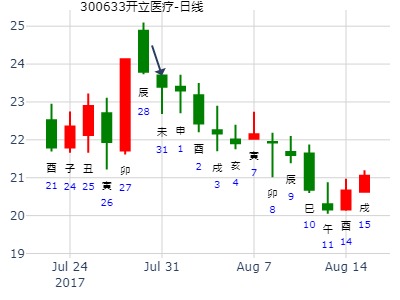 300633开立医疗-日线
25
24
23
22
21
20
19
酉
21
子
24
丑
25
寅
26
卯
27
辰
28
未
31
申
1
酉
2
戌
3
亥
4
寅
7
卯
8
辰
9
巳
10
午
11
酉
14
戌
15
Jul 24
2017
Jul 31
Aug 7
Aug 14